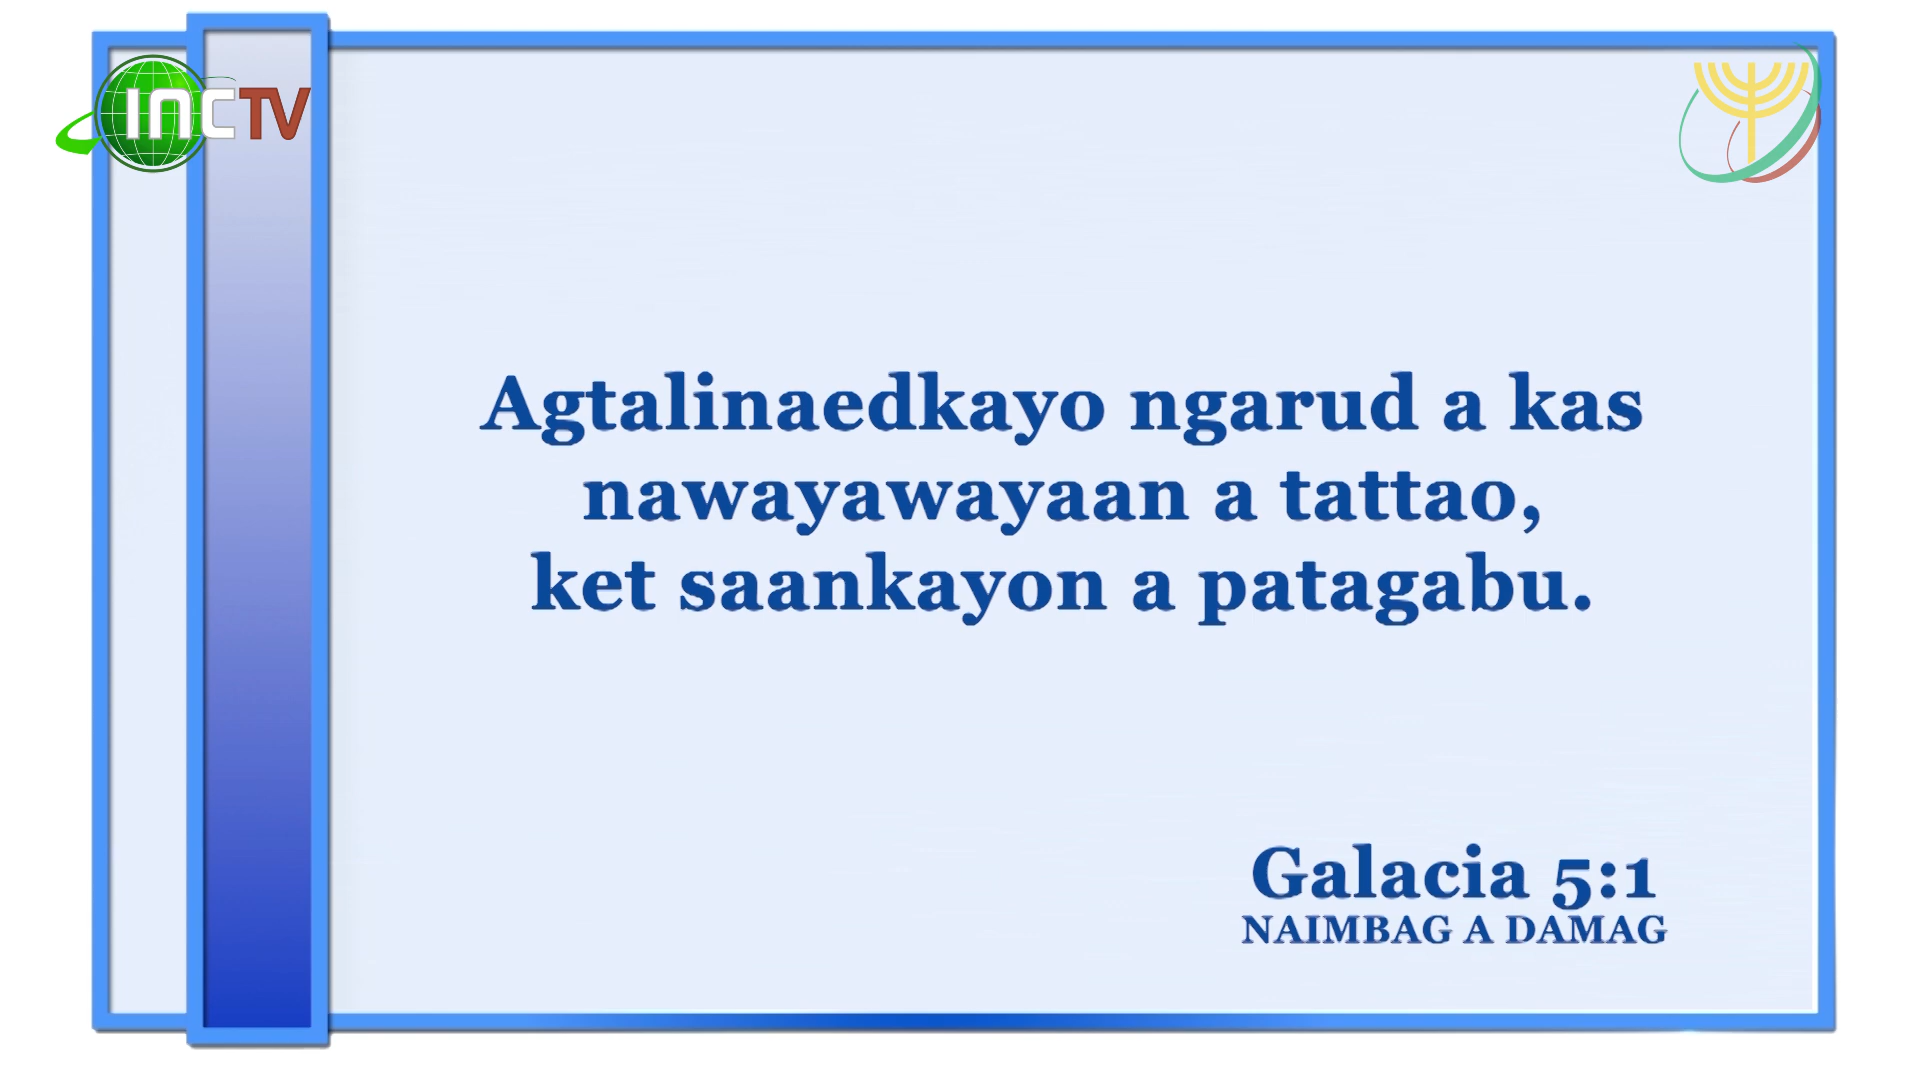 INCTV
Agtalinaedkayo ngarud a kas
nawayawayaan a tattao,
ket saankayon a patagabu.
Galacia 5:1
NAIMBAG A DAMAG